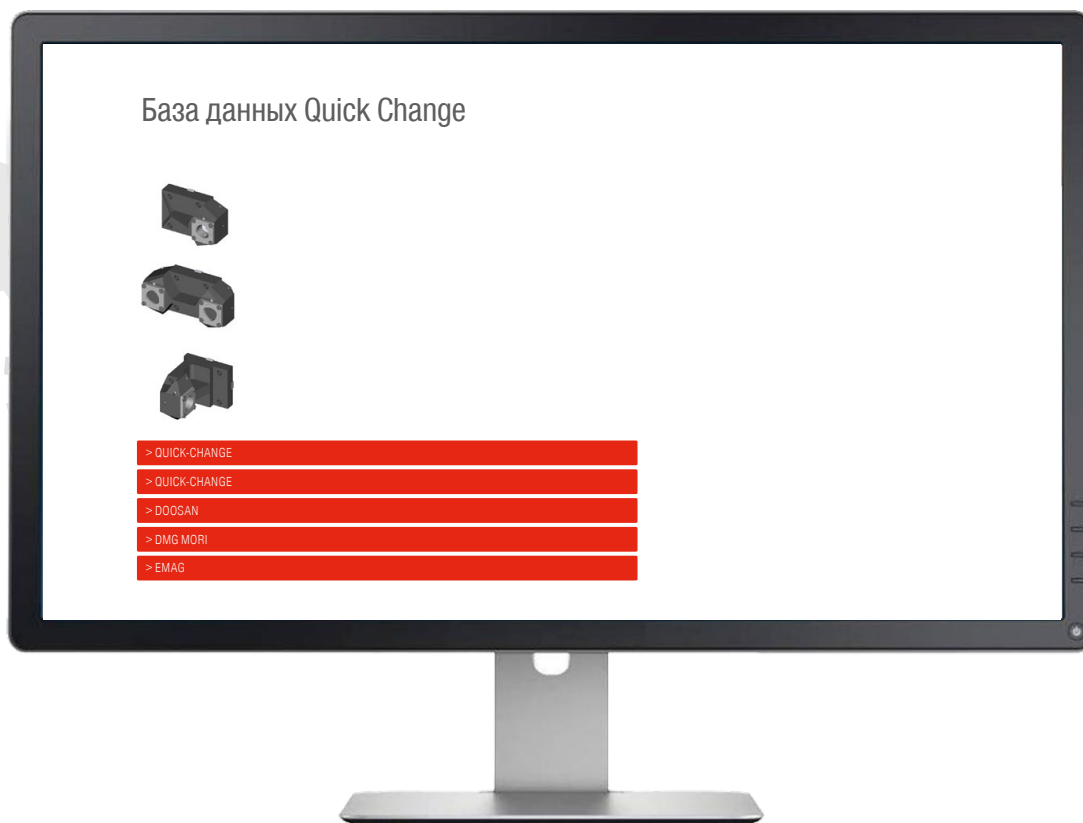 База данных Quick Change
> QUICK-CHANGE
> QUICK-CHANGE
> DOOSAN
> DMG MORI
> EMAG